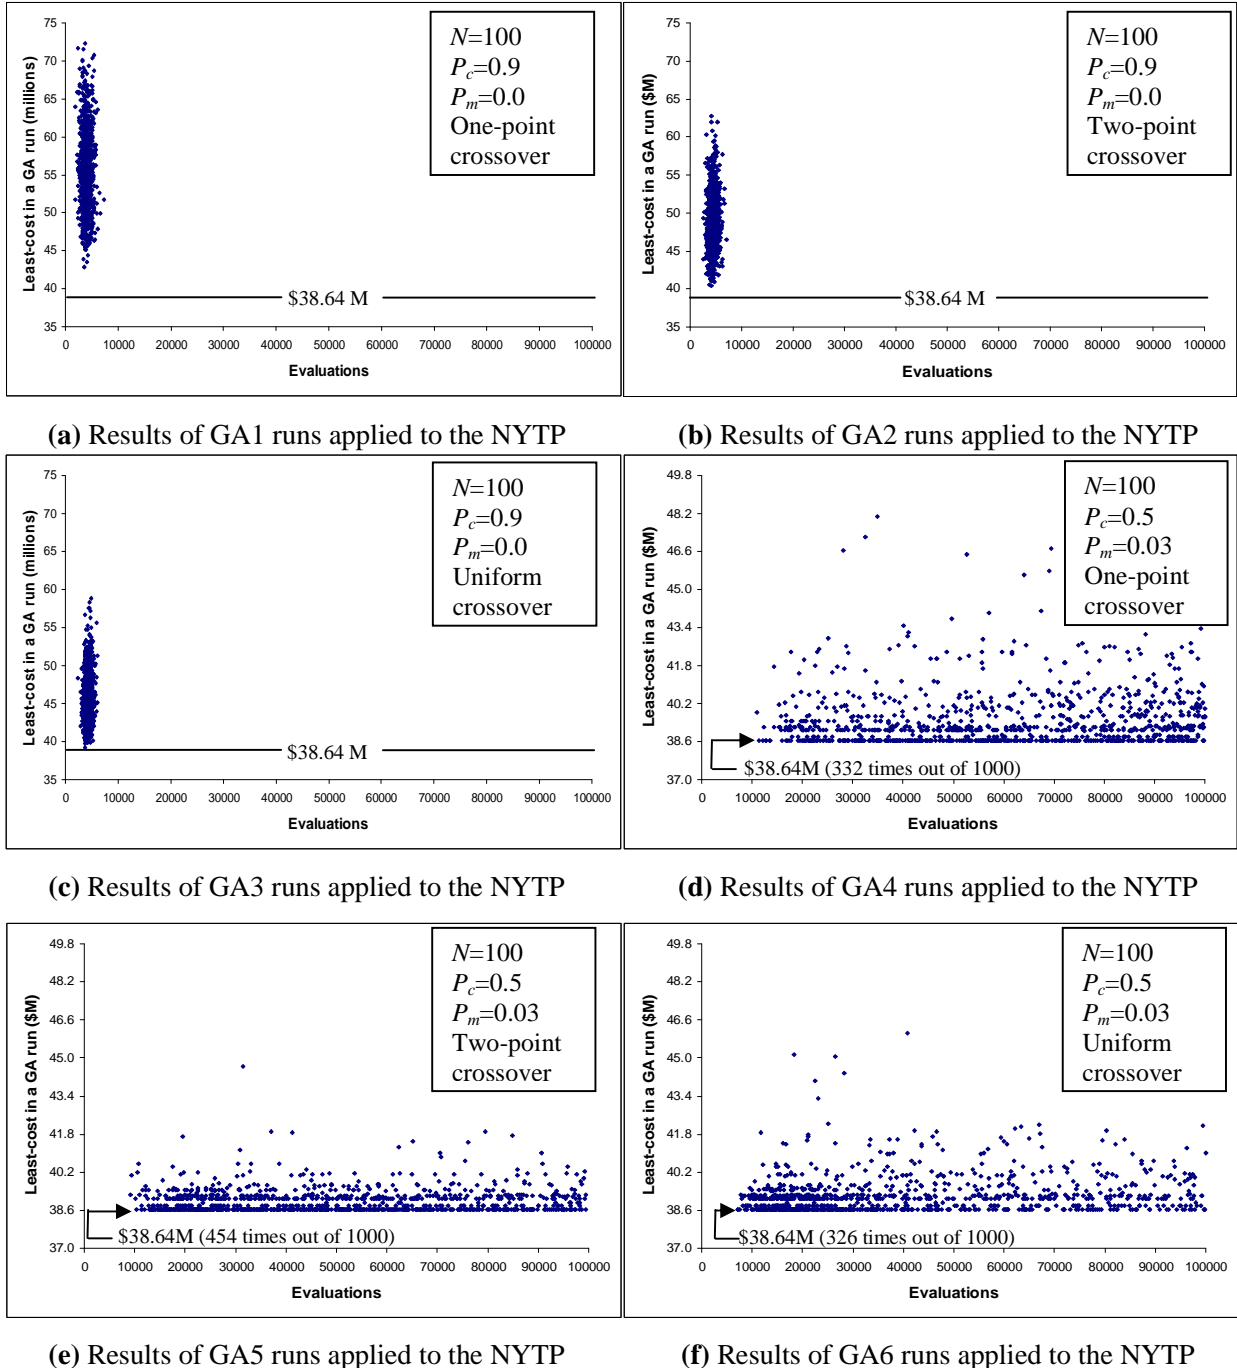 75
70
65
60
55
50
45
40
35
Least-cost in a GA run (millions)
N=100
Pc=0.9
Pm=0.0
One-point
crossover
$38.64 M
0 10000 20000 30000 40000 50000 60000 70000 80000 90000 100000
Evaluations
(a) Results of GA1 runs applied to the NYTP
75
70
65
60
55
50
45
40
35
Least-cost in a GA run ($M)
N=100
Pc=0.9
Pm=0.0
Two-point
crossover
$38.64 M
0 10000 20000 30000 40000 50000 60000 70000 80000 90000 100000
Evaluations
(b) Results of GA2 runs applied to the NYTP
75
70
65
60
55
50
45
40
35
Least-cost in a GA run (millions)
N=100
Pc=0.9
Pm=0.0
Uniform
crossover
$38.64 M
0 10000 20000 30000 40000 50000 60000 70000 80000 90000 100000
Evaluations
(c) Results of GA3 runs applied to the NYTP
49.8
48.2
46.6
45.0
43.4
41.8
40.2
38.6
37.0
Least-cost in a GA run ($M)
N=100
Pc=0.5
Pm=0.03
One-point
crossover
$38.64M (332 times out of 1000)
0 10000 20000 30000 40000 50000 60000 70000 80000 90000 100000
Evaluations
(d) Results of GA4 runs applied to the NYTP
49.8
48.2
46.6
45.0
43.4
41.8
40.2
38.6
37.0
Least-cost in a GA run ($M)
N=100
Pc=0.5
Pm=0.03
Two-point
crossover
$38.64M (454 times out of 1000)
0 10000 20000 30000 40000 50000 60000 70000 80000 90000 100000
Evaluations
(e) Results of GA5 runs applied to the NYTP
49.8
48.2
46.6
45.0
43.4
41.8
40.2
38.6
37.0
Least-cost in a GA run ($M)
N=100
Pc=0.5
Pm=0.03
Uniform
crossover
$38.64M (326 times out of 1000)
0 10000 20000 30000 40000 50000 60000 70000 80000 90000 100000
Evaluations
(f) Results of GA6 runs applied to the NYTP